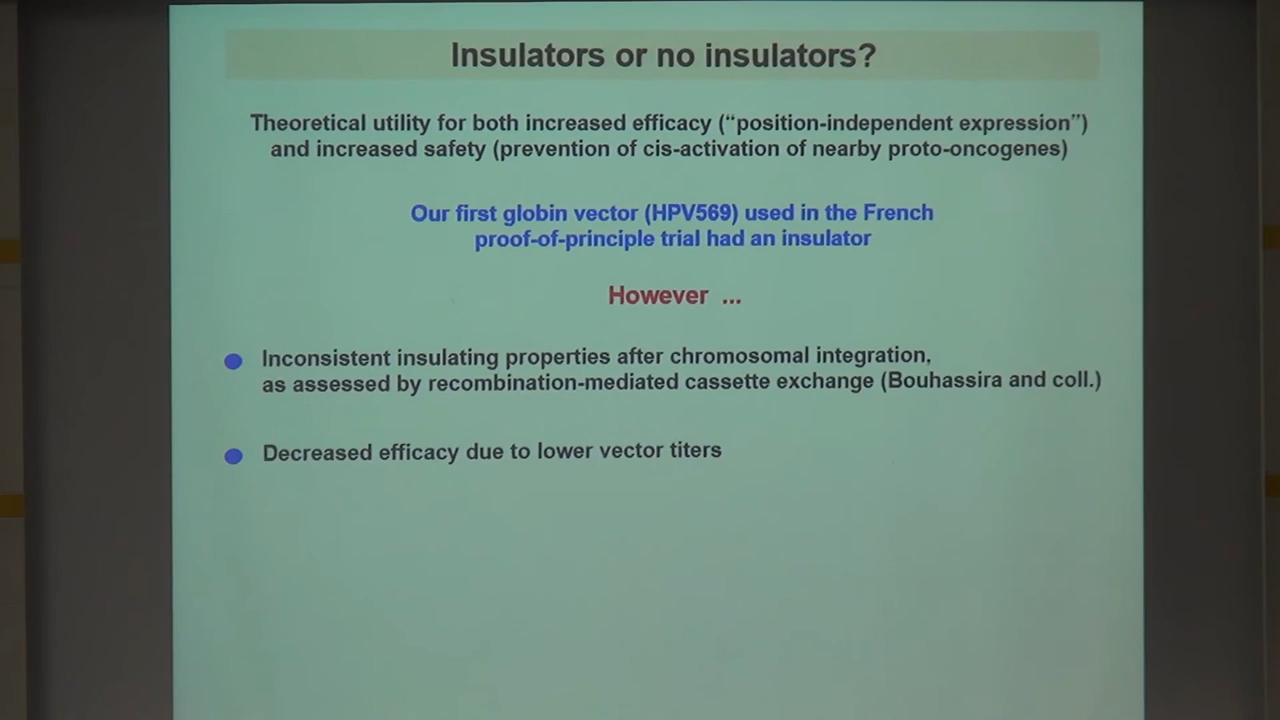 Insulators or no insulators?
Theoretical utility for both increased efficacy (“position-independent expression”)
and increased safety (prevention of cis-activation of nearby proto-oncogenes)
Our first globin vector (HPV569) used in the French
proof-of-principle trial had an insulator
However ...
Inconsistent insulating properties after chromosomal integration,
as assessed by recombination-mediated cassette exchange (Bouhassira and coll.)
Decreased efficacy due to lower vector titers